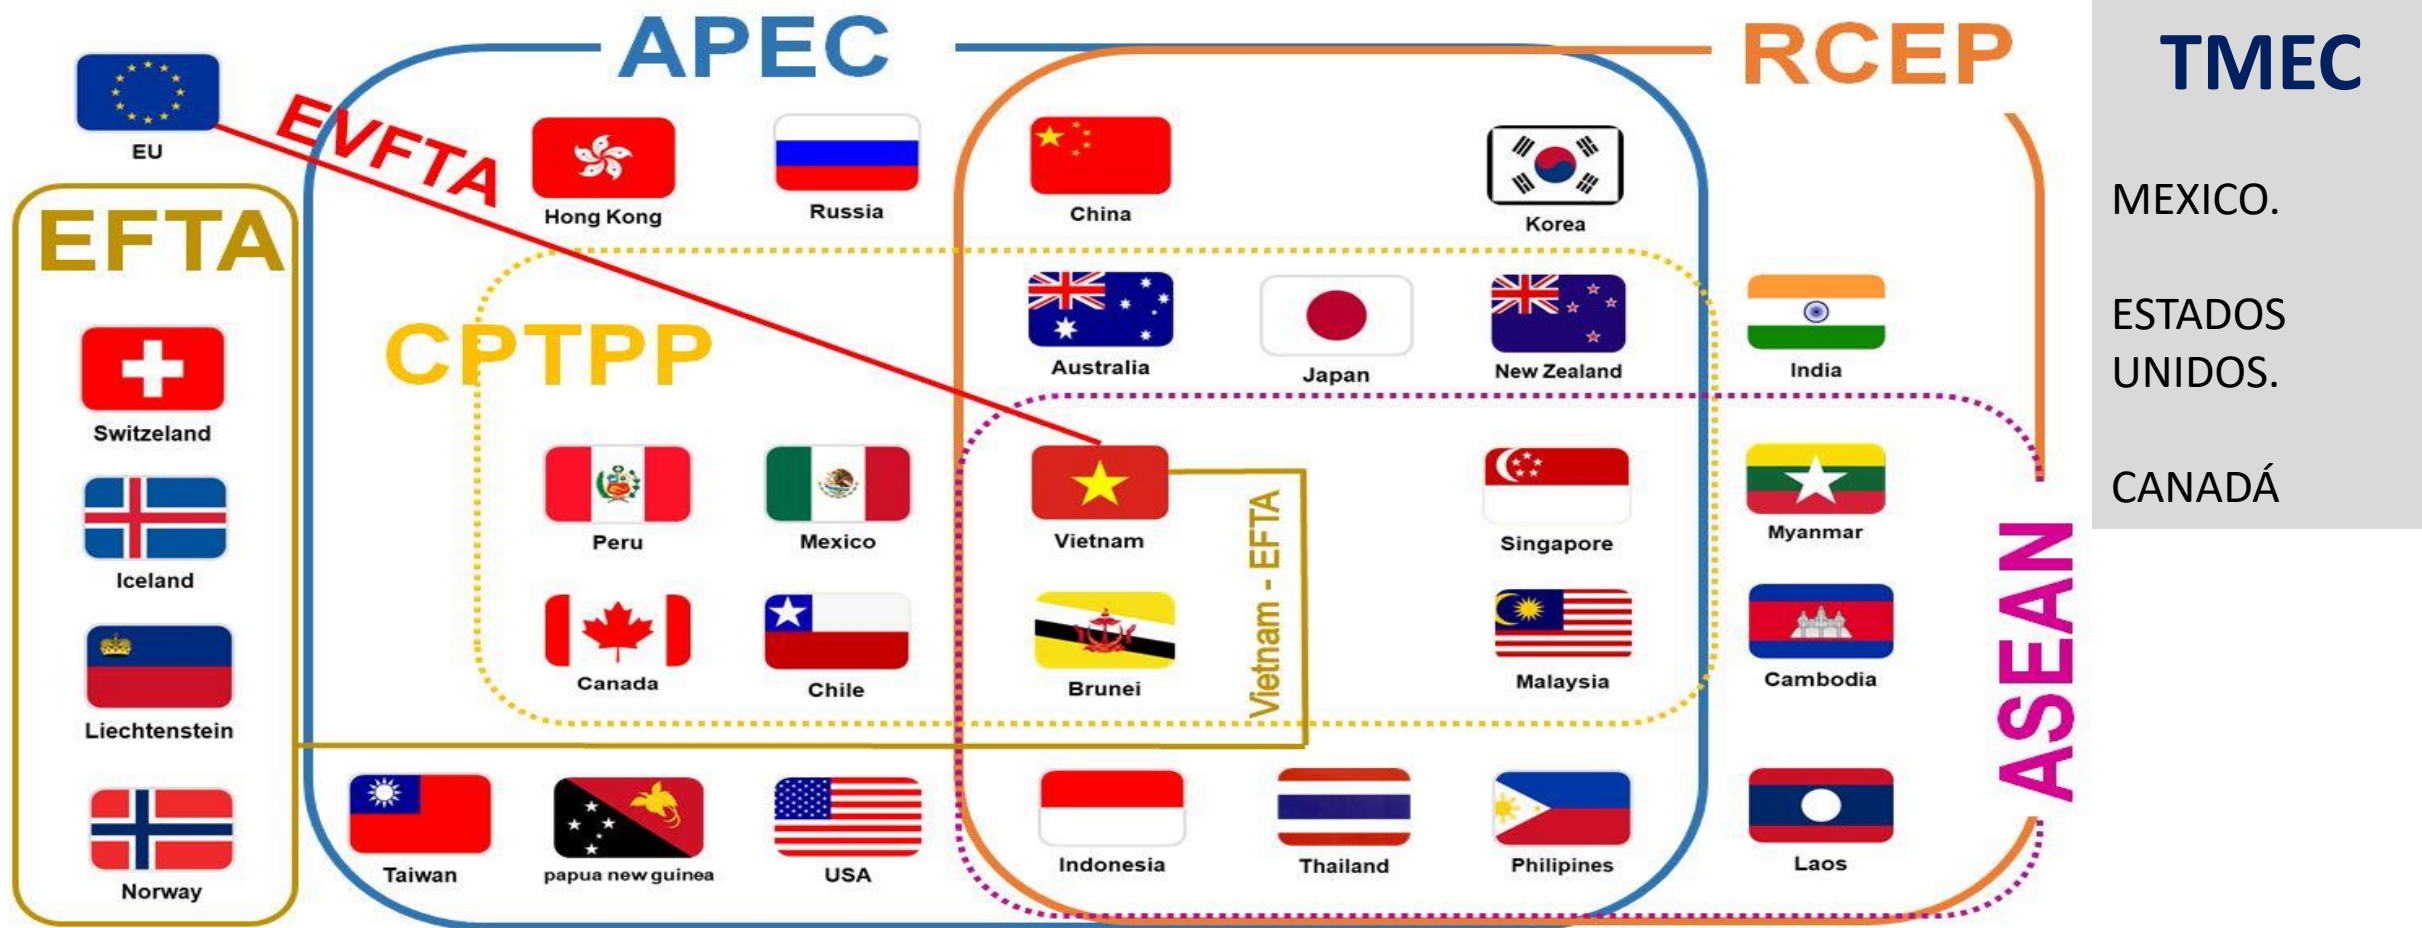 APEC
RCEP
TMEC
EU
EVFTA
Hong Kong
Russia
China
Korea
MEXICO.
EFTA
CPTPP
Australia
Japan
New Zealand
India
ESTADOS
UNIDOS.
Switzeland
Peru
Mexico
Vietnam
Vietnam - EFTA
Singapore
Myanmar
CANADÁ
Iceland
Canada
Chile
Brunei
Malaysia
Cambodia
ASEAN
Liechtenstein
Norway
Taiwan
papua new guinea
USA
Indonesia
Thailand
Philipines
Laos